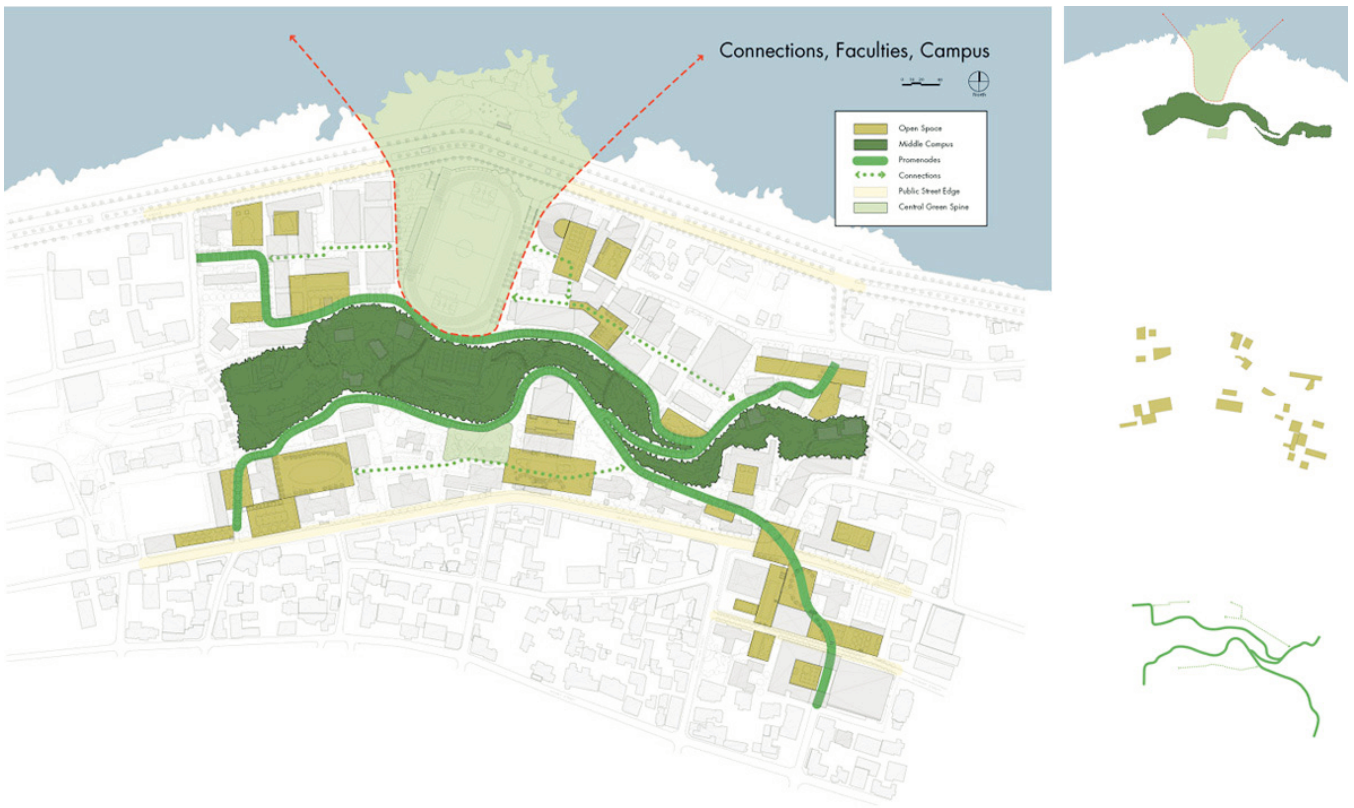 Connections, Faculties, Campus
North
Open Space
Middle Campus
Promenades
Connections
Public Street Edge
Central Green Spine